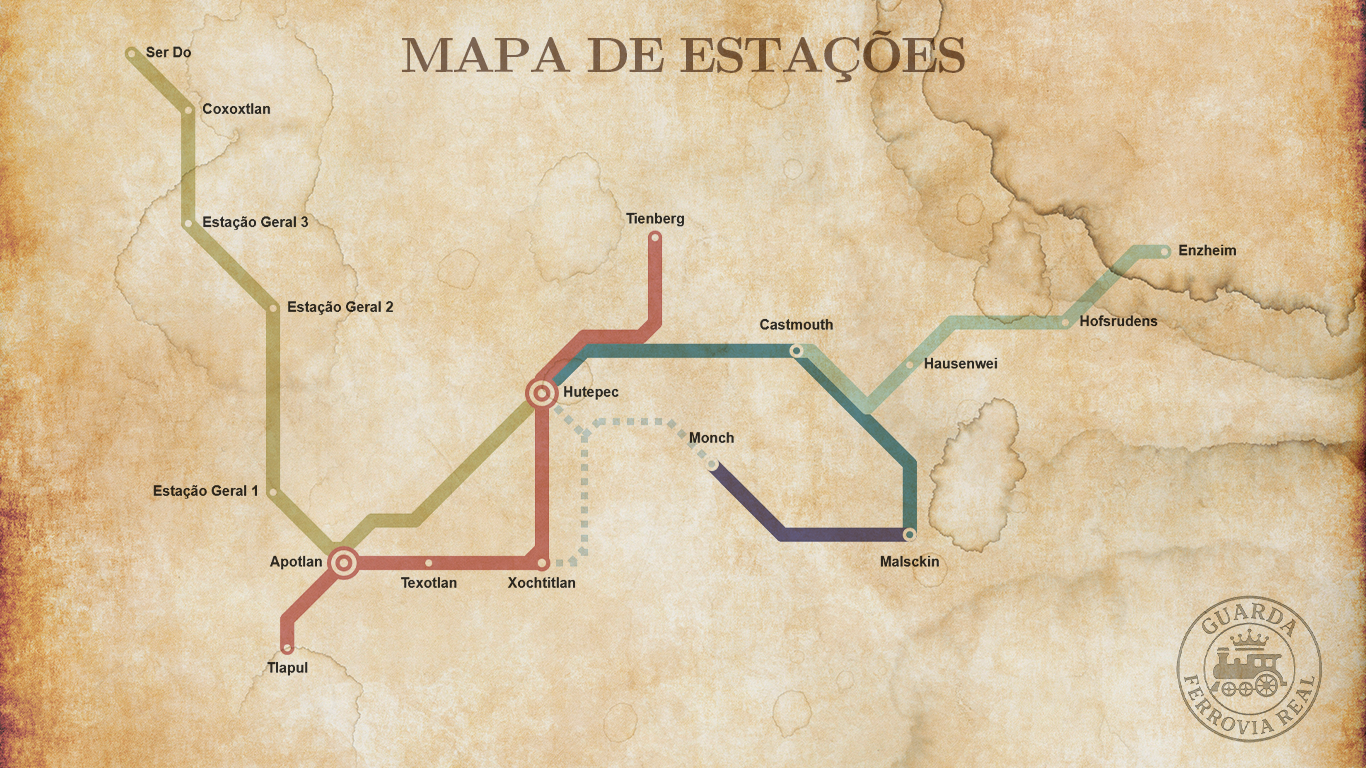 MAPA DE ESTAÇÕES
Ser Do
Coxoxtlan
Estação Geral 3
Tienberg
Enzheim
Estação Geral 2
Castmouth
Hofsrudens
Hausenwei
Hutepec
Monch
Estação Geral 1
Apotlan
Malsckin
Texotlan
Xochtitlan
Tlapul
GUARDA
FERROVIA REAL